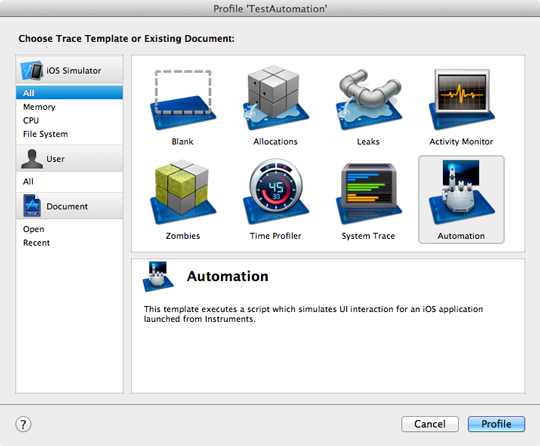 Profile 'TestAutomation'
Choose Trace Template or Existing Document:
iOS Simulator
All
Memory
CPU
File System
User
All
Document
Open
Recent
Blank
Allocations
Leaks
Activity Monitor
Zombies
45
Time Profiler
System Trace
Automation
Automation
This template executes a script which simulates UI interaction for an iOS application
launched from Instruments.
?
Cancel
Profile